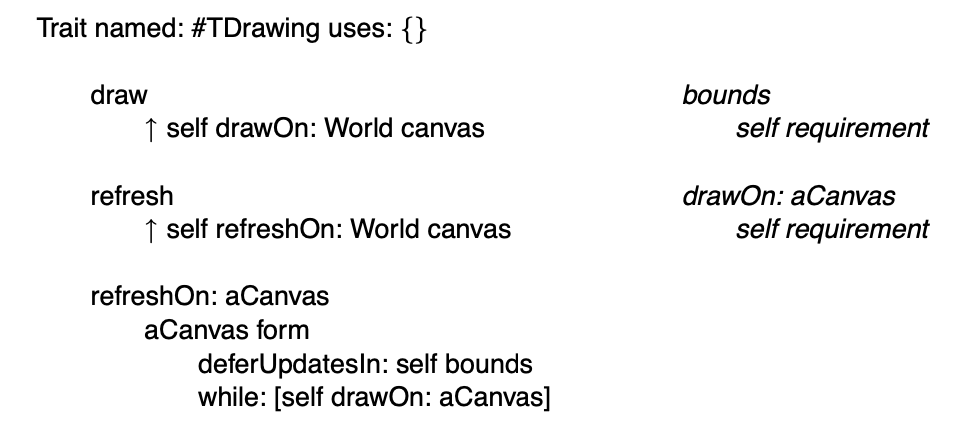 Trait named: #TDrawing uses: {}
draw
↑ self drawOn: World canvas
refresh
↑ self refreshOn: World canvas
refreshOn: aCanvas
aCanvas form
deferUpdatesIn: self bounds
while: [self drawOn: aCanvas]
bounds
self requirement
drawOn: aCanvas
self requirement